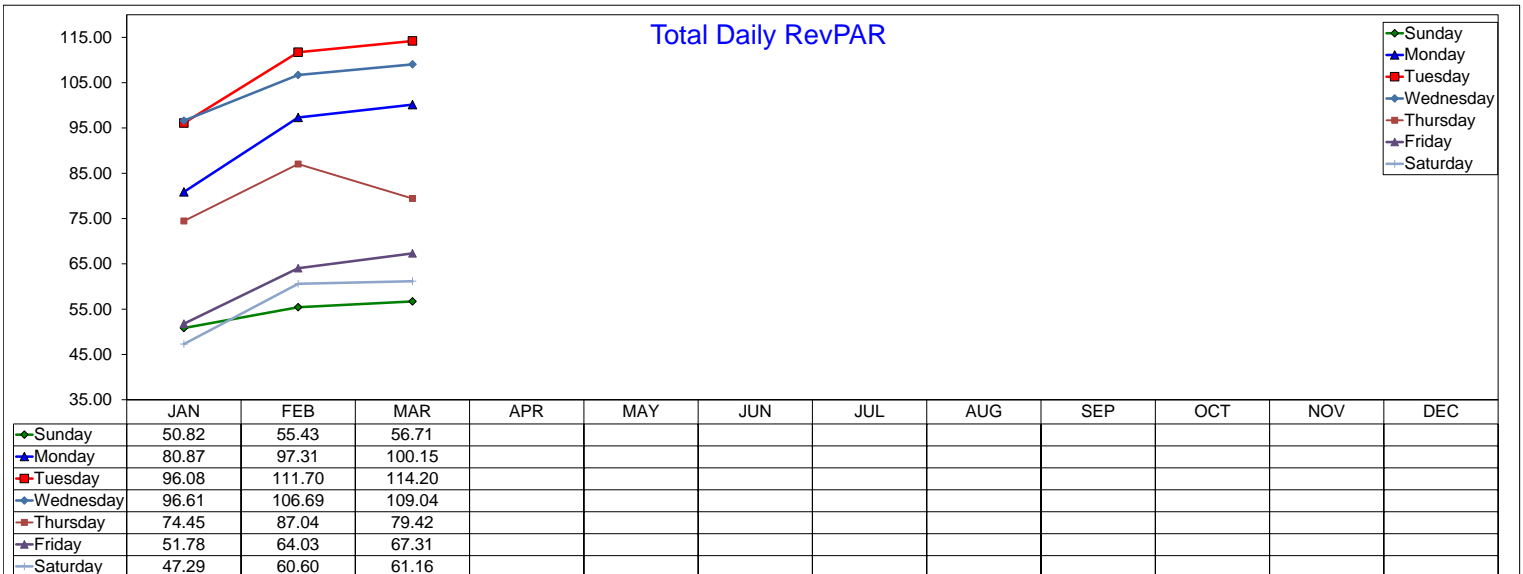 Total Daily RevPAR
115.00
105.00
95.00
85.00
75.00
65.00
55.00
45.00
35.00
Sunday
Monday
Tuesday
Wednesday
Thursday
Friday
Saturday
JAN FEB MAR APR MAY JUN JUL AUG SEP OCT NOV DEC
Sunday 50.82 55.43 56.71
Monday 80.87 97.31 100.15
Tuesday 96.08 111.70 114.20
Wednesday 96.61 106.69 109.04
Thursday 74.45 87.04 79.42
Friday 51.78 64.03 67.31
Saturday 47.29 60.60 61.16